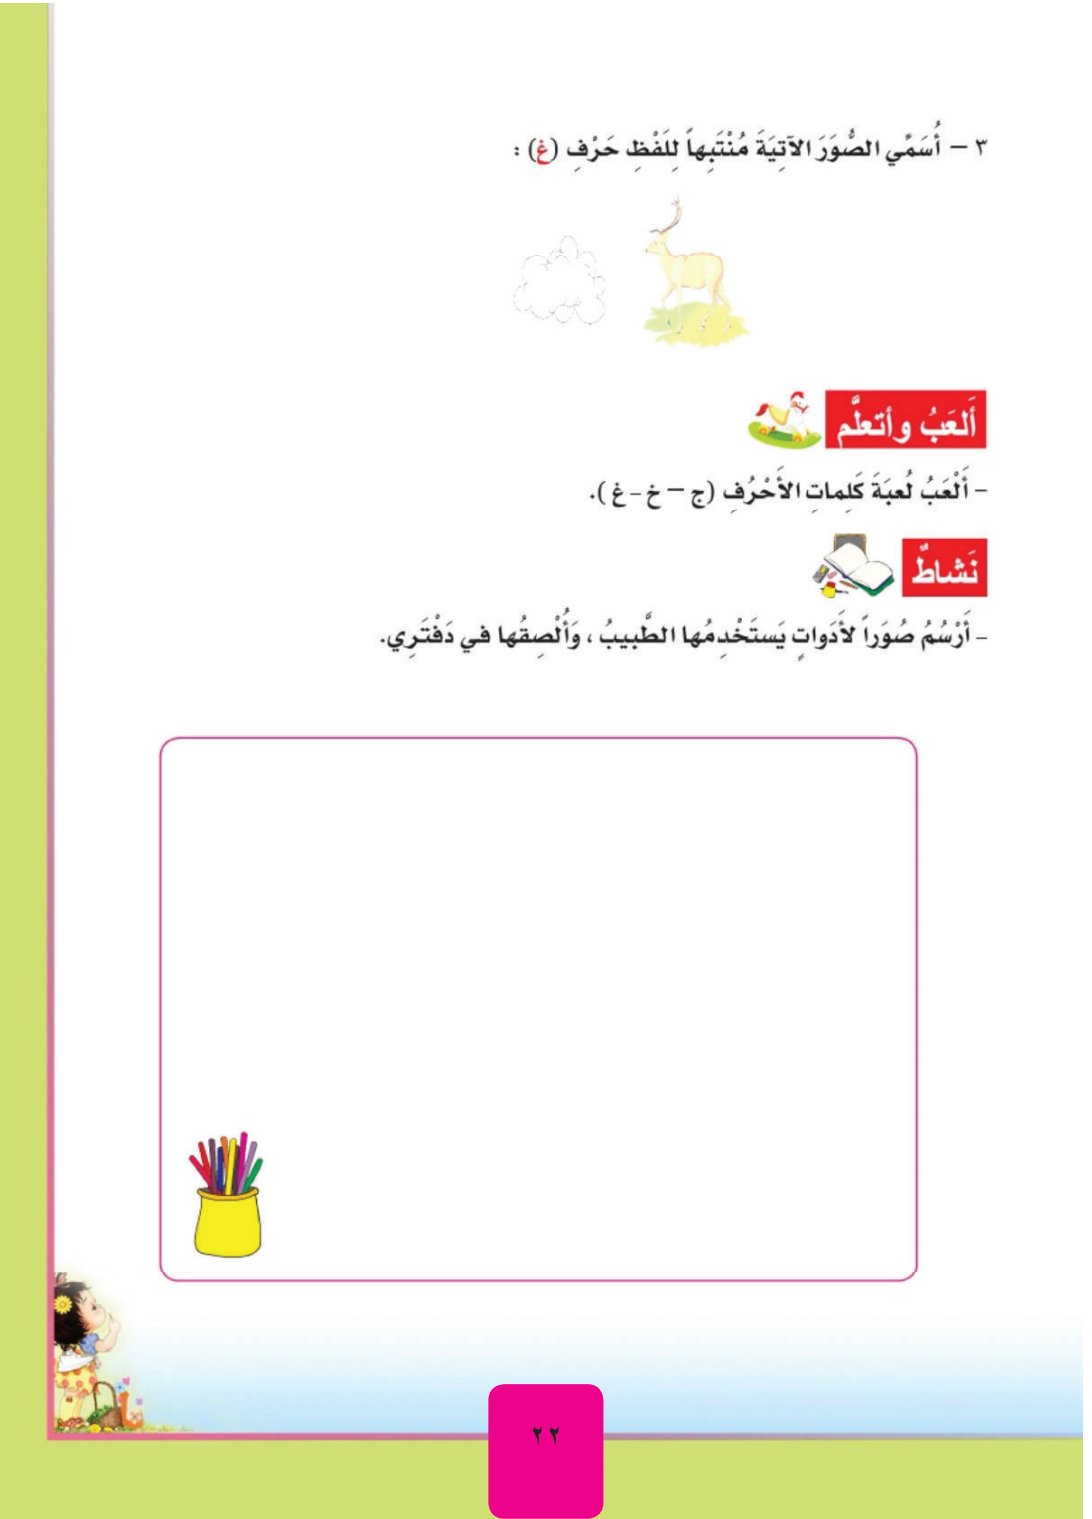 ٣ – أُسَمِّي الصُّوَرَ الآتِيَةَ مُنْتَبِهاً لِلَفْظِ حَرْفِ (غ) :
أَلعَبُ وأتعلَّم
– أَلْعَبُ لُعبَةَ كَلِماتِ الأَحْرُفِ (ج – خ - غ ).
نَشاطٌ
– أَرْسُمُ صُوَراً لأَدَواتٍ يَستَخْدِمُها الطَّبيبُ ، وَأُلْصِقُها في دَفْتَرِي.
٢٢